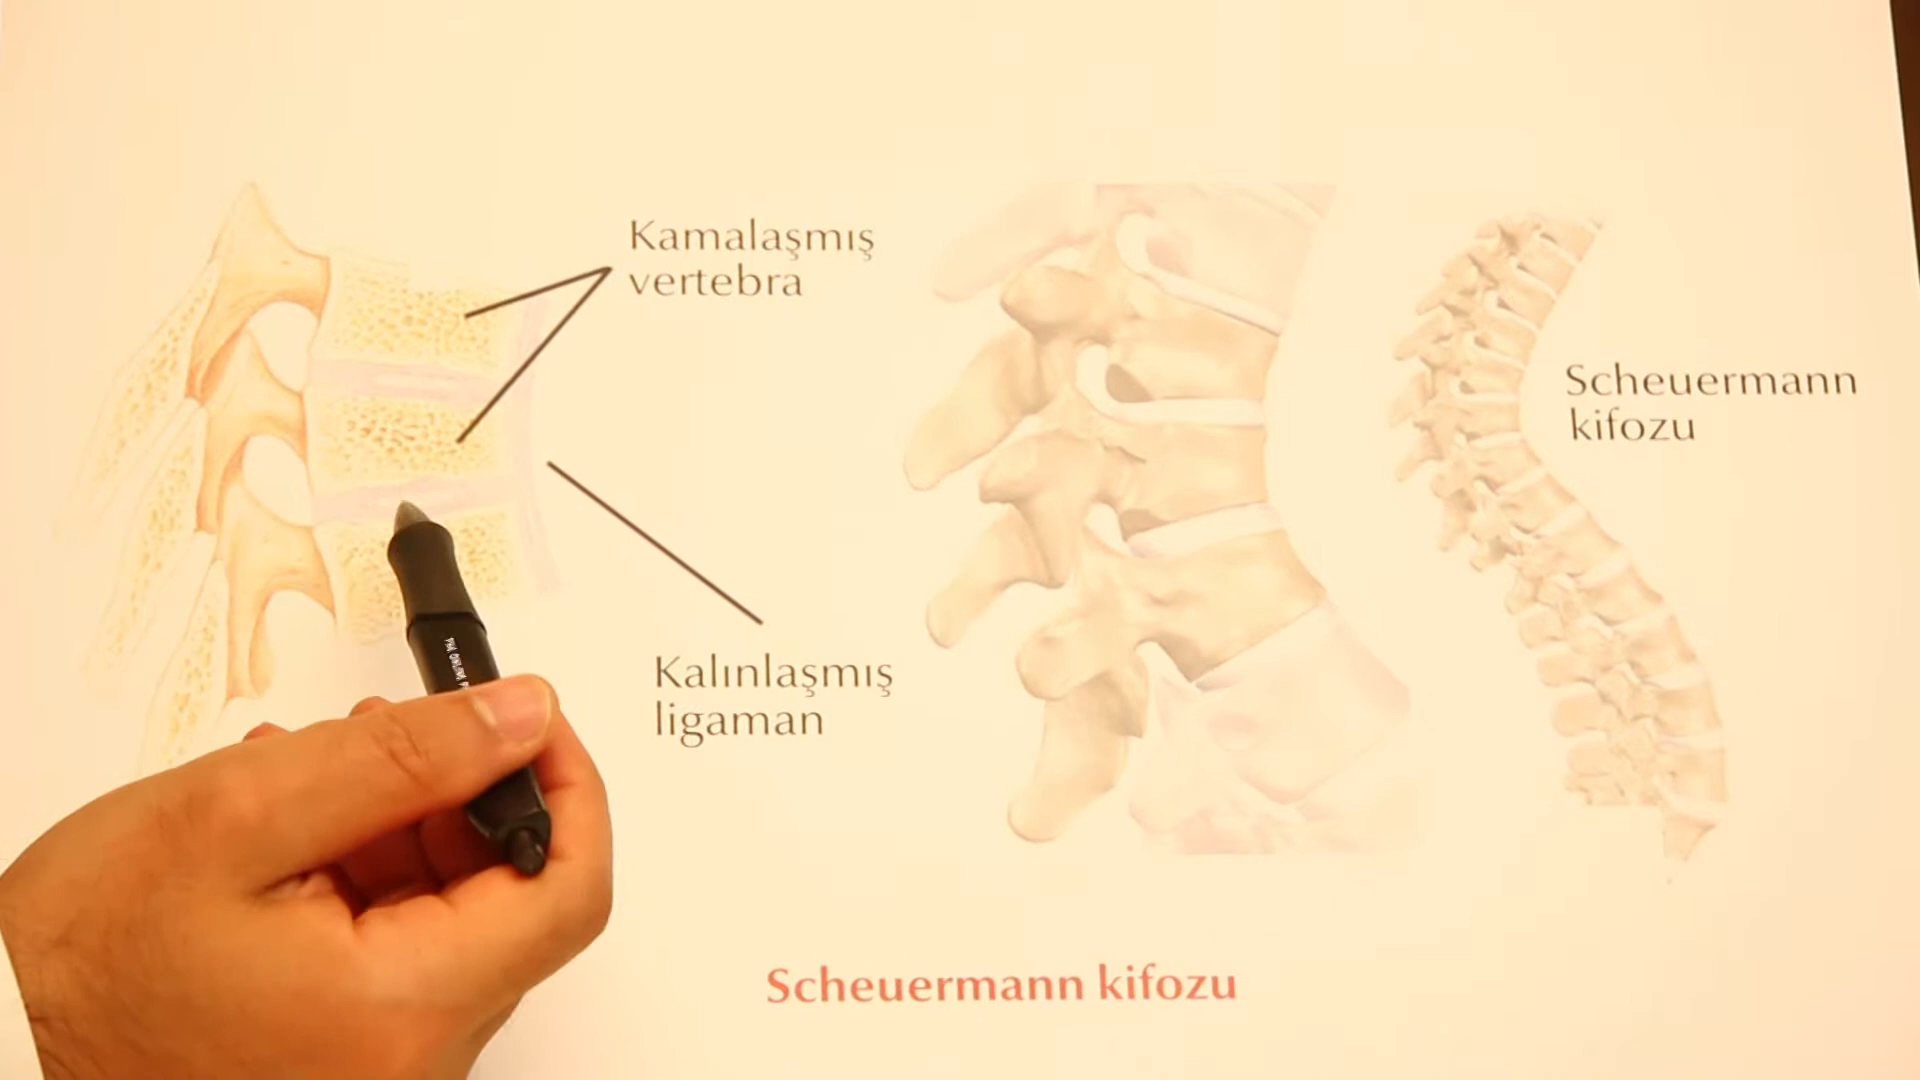 Kamalaşmış
vertebra
Kalınlaşmış
ligaman
Scheuermann
kifozu
Scheuermann kifozu